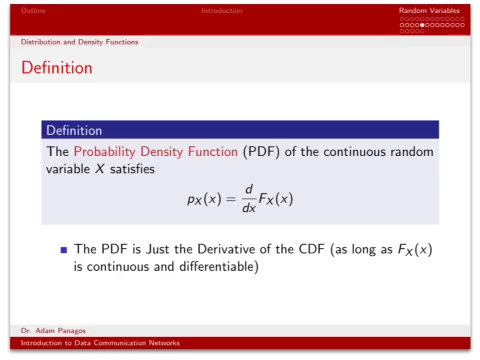 Outline Introduction Random Variables
Distribution and Density Functions
Definition
Definition
The Probability Density Function (PDF) of the continuous random
variable X satisfies
p_X(x) = d/dx F_X(x)
The PDF is Just the Derivative of the CDF (as long as F_X(x)
is continuous and differentiable)
Dr. Adam Panagos
Introduction to Data Communication Networks